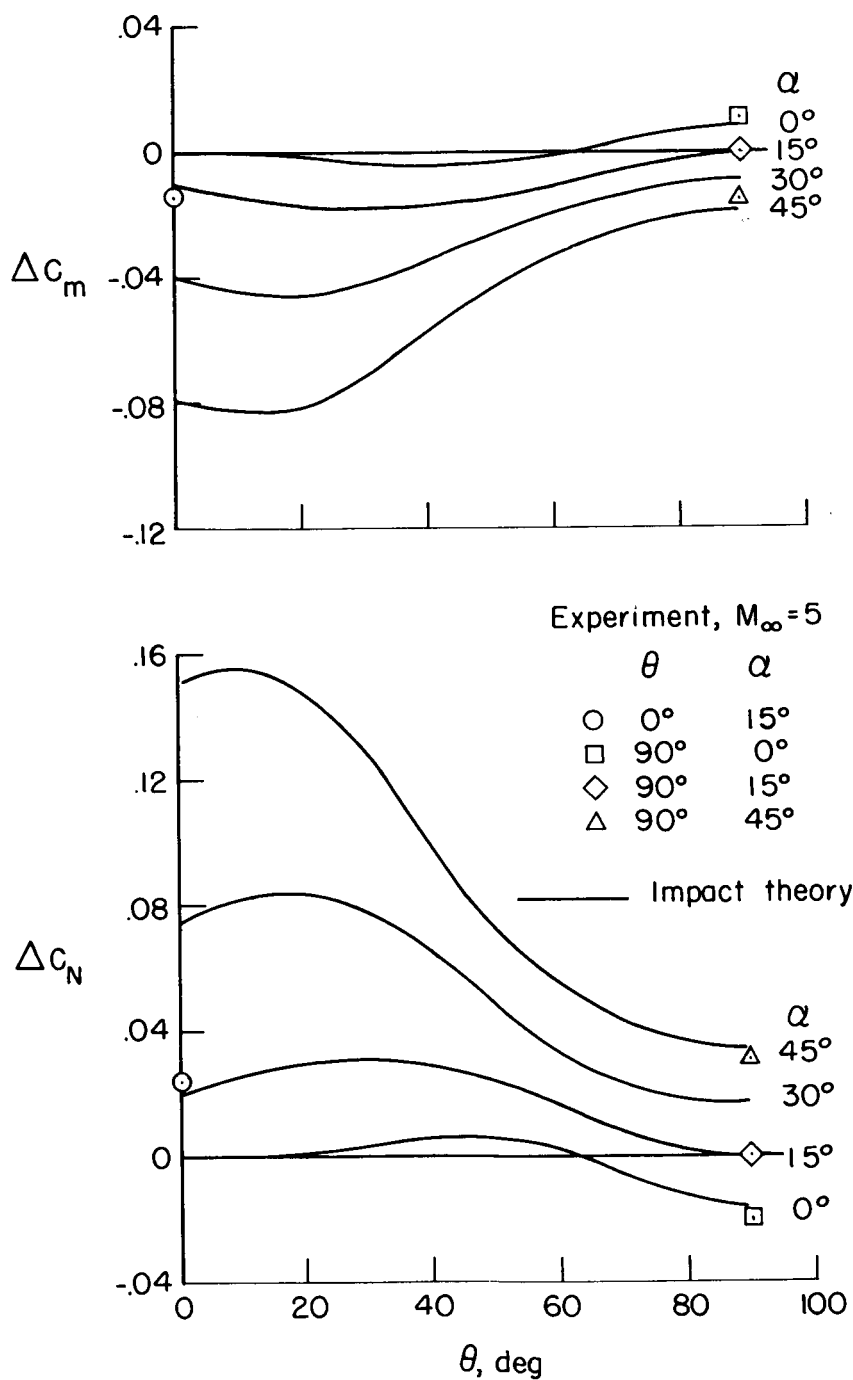 .04
α
0°
0
15°
30°
45°
ΔCm
-.04
-.08
-.12
Experiment, M∞=5
θ α
0° 15°
90° 0°
90° 15°
90° 45°
.16
.12
Impact theory
.08
ΔCN
α
.04
45°
30°
0
15°
0°
-.04
0 20 40 60 80 100
θ, deg